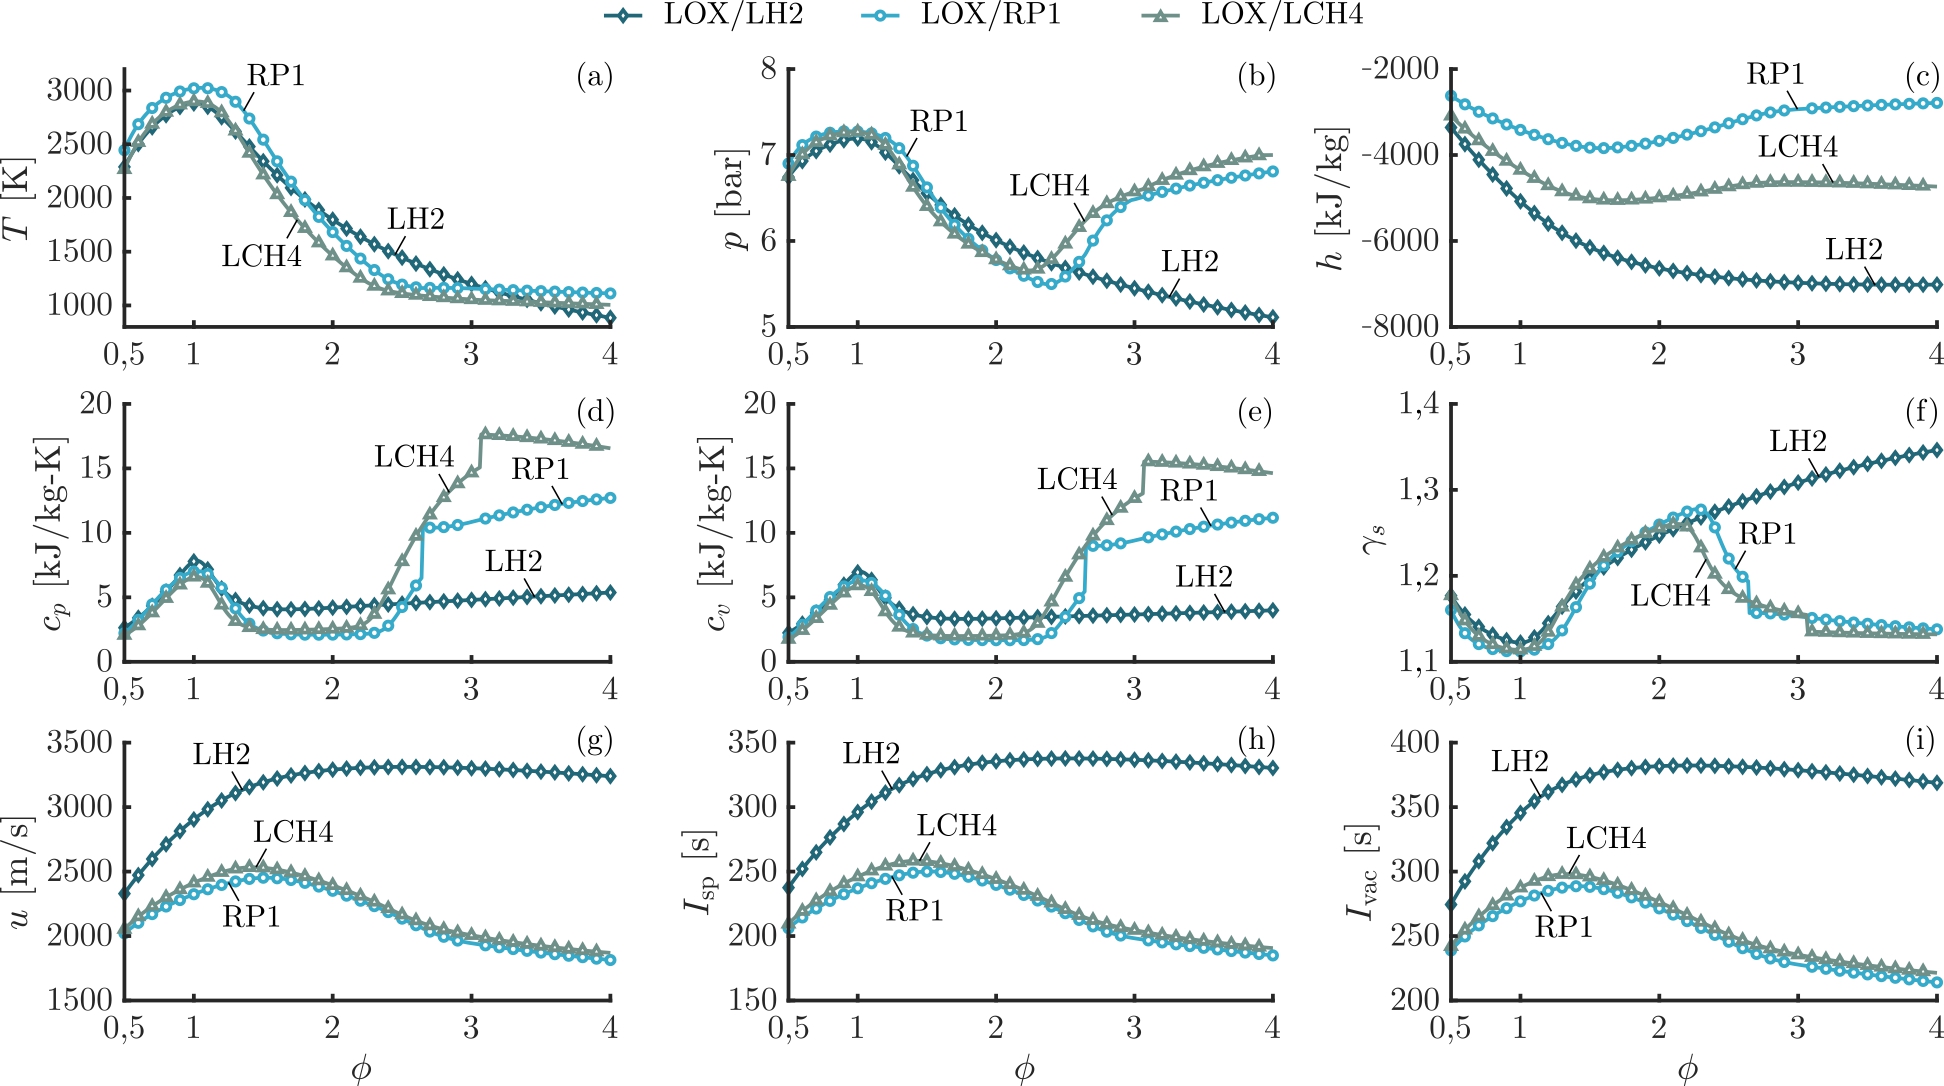 LOX/LH2 LOX/RP1 LOX/LCH4
(a)
T [K]
3000
2500
2000
1500
1000
0,5 1 2 3 4
RP1
LH2
LCH4
(b)
p [bar]
8
7
6
5
0,5 1 2 3 4
RP1
LCH4
LH2
(c)
h [kJ/kg]
-2000
-4000
-6000
-8000
0,5 1 2 3 4
RP1
LCH4
LH2
(d)
c_p [kJ/kg-K]
20
15
10
5
0
0,5 1 2 3 4
LCH4
RP1
LH2
(e)
c_v [kJ/kg-K]
20
15
10
5
0
0,5 1 2 3 4
LCH4
RP1
LH2
(f)
γ_s
1,4
1,3
1,2
1,1
0,5 1 2 3 4
LH2
RP1
LCH4
(g)
u [m/s]
3500
3000
2500
2000
1500
0,5 1 2 3 4
ϕ
LH2
LCH4
RP1
(h)
I_sp [s]
350
300
250
200
150
0,5 1 2 3 4
ϕ
LH2
LCH4
RP1
(i)
I_vac [s]
400
350
300
250
200
0,5 1 2 3 4
ϕ
LH2
LCH4
RP1